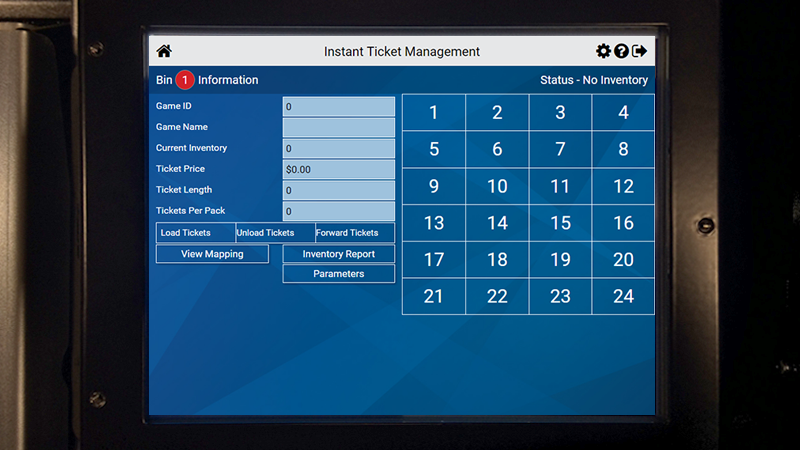 Instant Ticket Management
Bin 1 Information
Status - No Inventory
Game ID 0
Game Name
Current Inventory 0
Ticket Price $0.00
Ticket Length 0
Tickets Per Pack 0
Load Tickets Unload Tickets Forward Tickets
View Mapping Inventory Report
Parameters
1 2 3 4
5 6 7 8
9 10 11 12
13 14 15 16
17 18 19 20
21 22 23 24